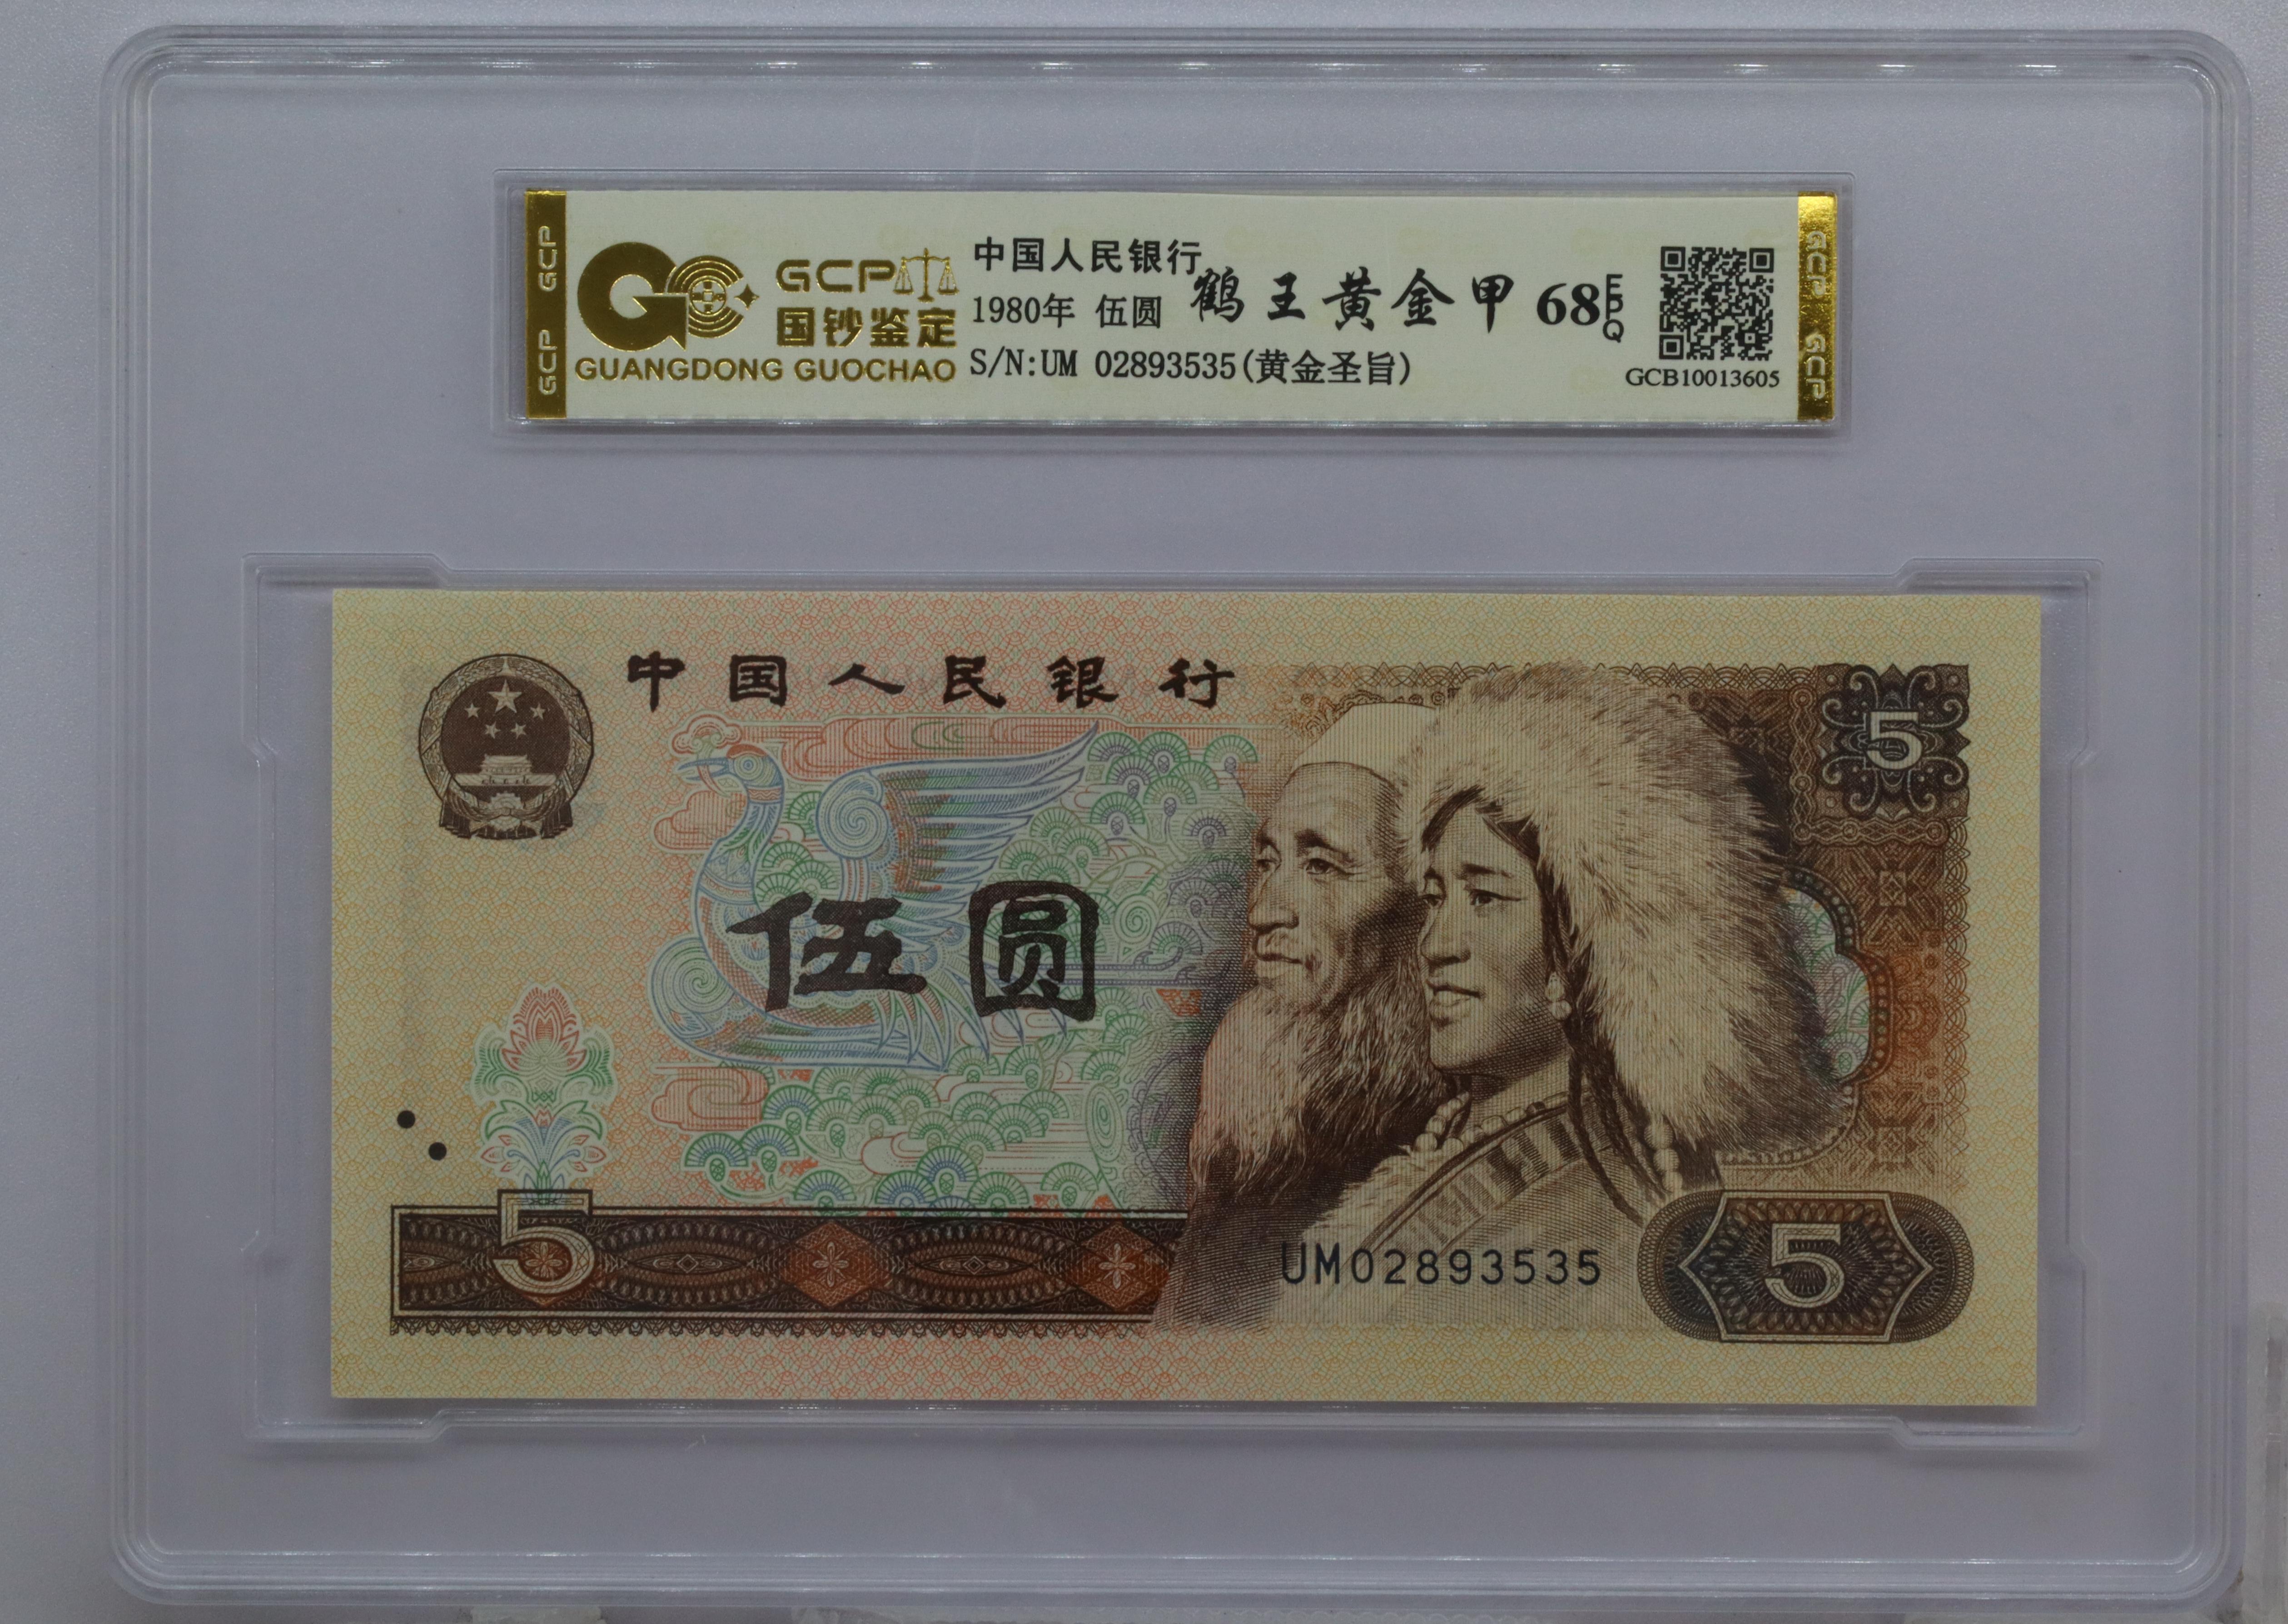 GCP GCP
GCP 国钞鉴定
GUANGDONG GUOCHAO
中国人民银行
1980年 伍圆
鹤王黄金甲 68 EPQ
S/N:UM 02893535(黄金圣旨)
GCB10013605
GCP GCP
中国人民银行
5
伍圆
5
UM02893535
5